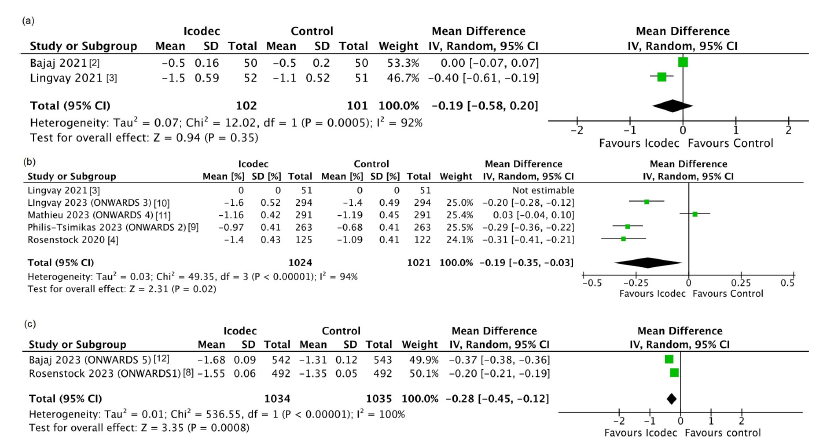 (a)
Icodec Control Mean Difference Mean Difference
Study or Subgroup Mean SD Total Mean SD Total Weight IV, Random, 95% CI IV, Random, 95% CI
Bajaj 2021[2] −0.5 0.16 50 −0.5 0.2 50 53.3% 0.00 [−0.07, 0.07]
Lingvay 2021 [3] −1.5 0.59 52 −1.1 0.52 51 46.7% −0.40 [−0.61, −0.19]
Total (95% CI) 102 101 100.0% −0.19 [−0.58, 0.20]
Heterogeneity: Tau² = 0.07; Chi² = 12.02, df = 1 (P = 0.0005); I² = 92%
Test for overall effect: Z = 0.94 (P = 0.35)
−2 −1 0 1 2
Favours Icodec Favours Control
(b)
Icodec Control Mean Difference Mean Difference
Study or Subgroup Mean [%] SD [%] Total Mean [%] SD [%] Total Weight IV, Random, 95% CI IV, Random, 95% CI
Lingvay 2021 [3] 0 0 51 0 0 51 Not estimable
LIngvay 2023 (ONWARDS 3) [10] −1.6 0.52 294 −1.4 0.49 294 25.0% −0.20 [−0.28, −0.12]
Mathieu 2023 (ONWARDS 4) [11] −1.16 0.42 291 −1.19 0.45 291 25.4% 0.03 [−0.04, 0.10]
Philis−Tsimikas 2023 (ONWARDS 2) [9] −0.97 0.41 263 −0.68 0.41 263 25.4% −0.29 [−0.36, −0.22]
Rosenstock 2020 [4] −1.4 0.43 125 −1.09 0.41 122 24.1% −0.31 [−0.41, −0.21]
Total (95% CI) 1024 1021 100.0% −0.19 [−0.35, −0.03]
Heterogeneity: Tau² = 0.03; Chi² = 49.35, df = 3 (P < 0.00001); I² = 94%
Test for overall effect: Z = 2.31 (P = 0.02)
−0.5 −0.25 0 0.25 0.5
Favours Icodec Favours Control
(c)
Icodec Control Mean Difference Mean Difference
Study or Subgroup Mean SD Total Mean SD Total Weight IV, Random, 95% CI IV, Random, 95% CI
Bajaj 2023 (ONWARDS 5) [12] −1.68 0.09 542 −1.31 0.12 543 49.9% −0.37 [−0.38, −0.36]
Rosenstock 2023 (ONWARDS1) [8] −1.55 0.06 492 −1.35 0.05 492 50.1% −0.20 [−0.21, −0.19]
Total (95% CI) 1034 1035 100.0% −0.28 [−0.45, −0.12]
Heterogeneity: Tau² = 0.01; Chi² = 536.55, df = 1 (P < 0.00001); I² = 100%
Test for overall effect: Z = 3.35 (P = 0.0008)
−2 −1 0 1 2
Favours Icodec Favours control